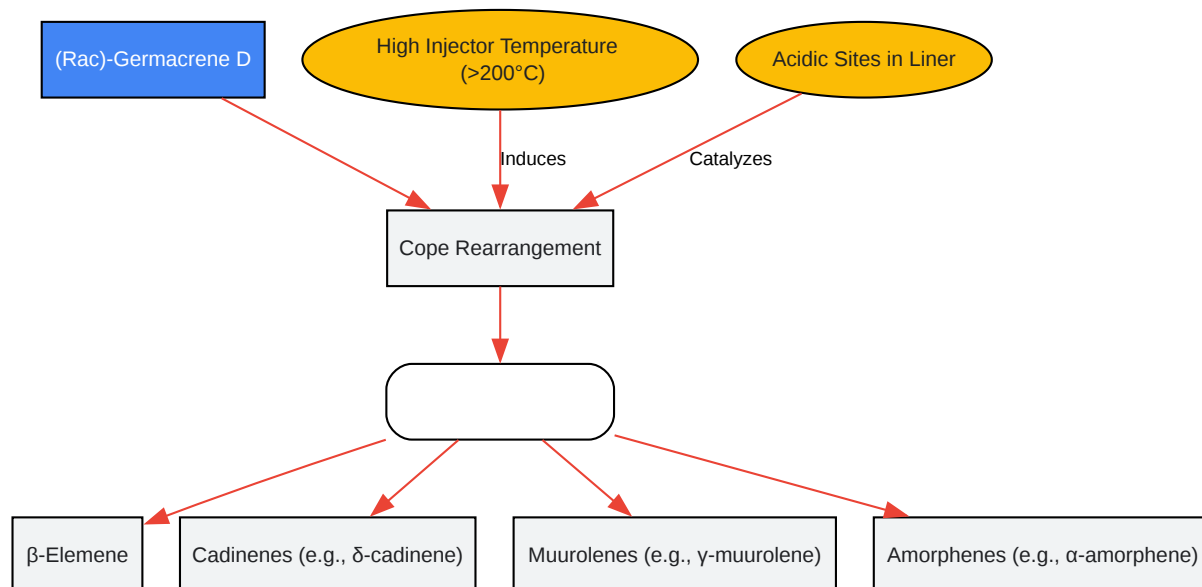 (Rac)-Germacrene D
High Injector Temperature
(>200°C)
Acidic Sites in Liner
Induces
Catalyzes
Cope Rearrangement
β-Elemene
Cadinenes (e.g., δ-cadinene)
Muurolenes (e.g., γ-muurolene)
Amorphenes (e.g., α-amorphene)